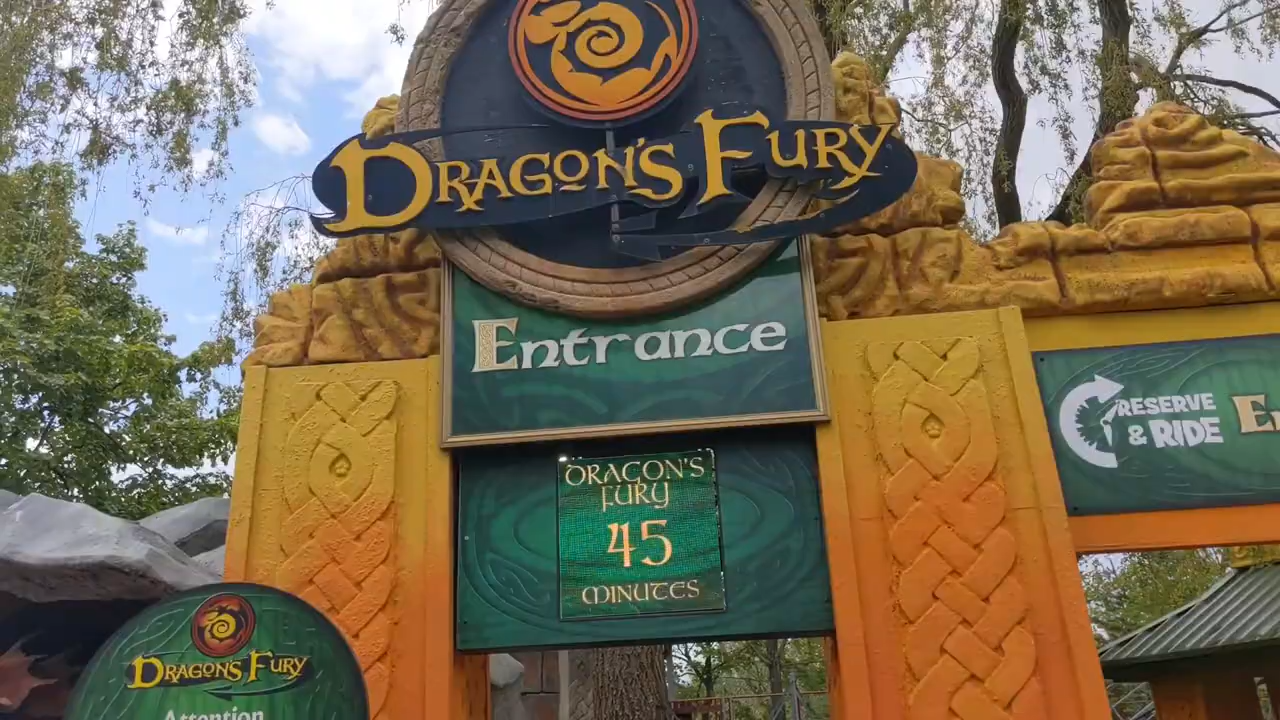 DRAGON'S FURY
Entrance
DRAGON'S
FURY
45
MINUTES
RESERVE
& RIDE
DRAGON'S FURY
Attention